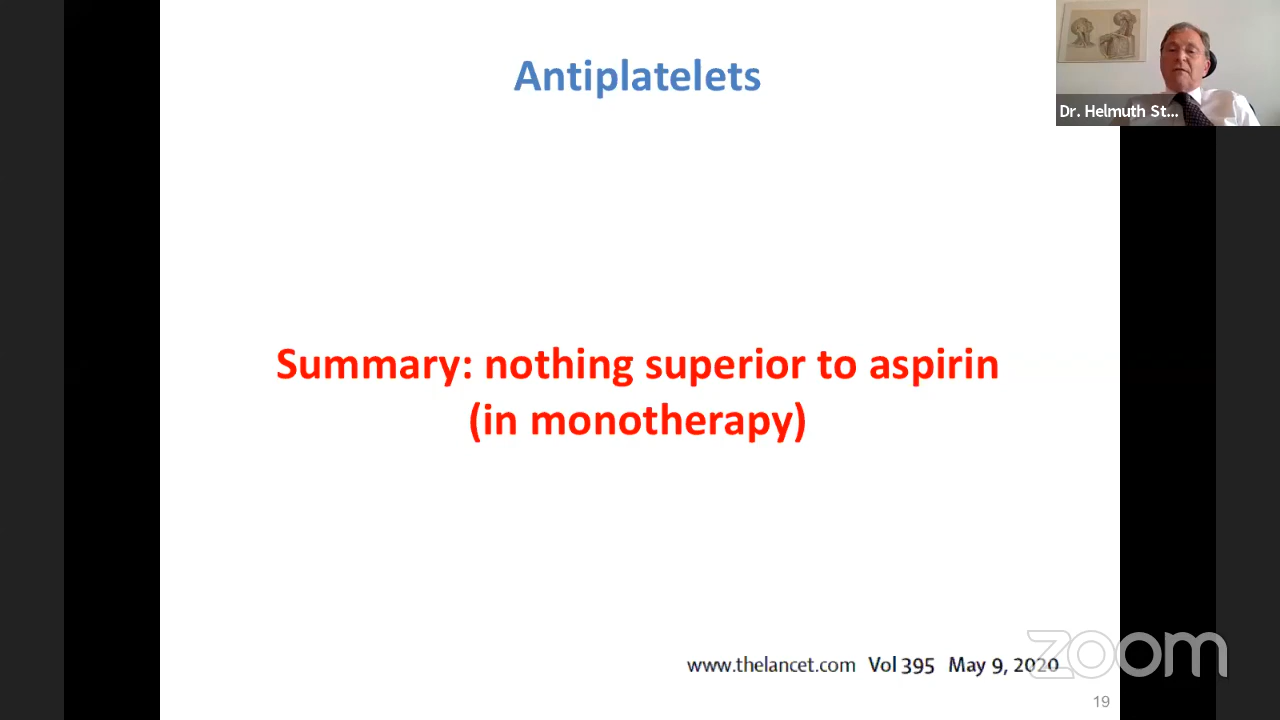 Antiplatelets
Dr. Helmuth St...
Summary: nothing superior to aspirin
(in monotherapy)
www.thelancet.com Vol 395 May 9, 2020
zoom
19